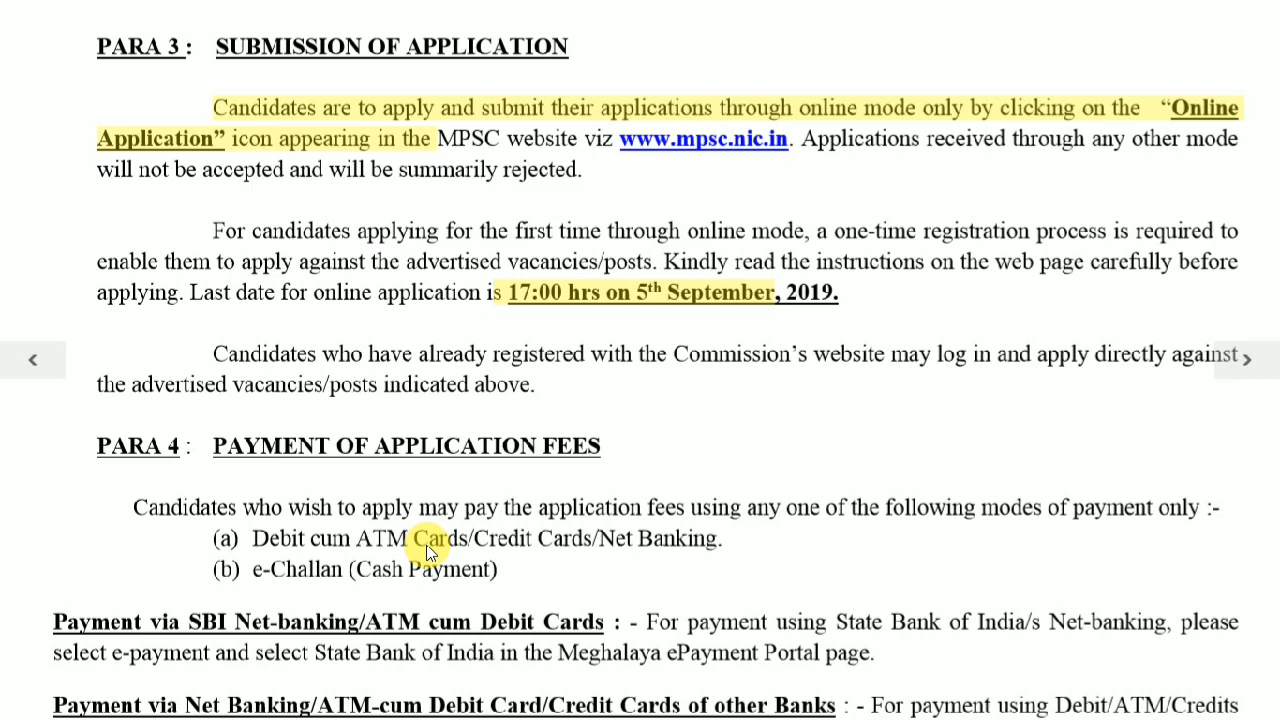 PARA 3 : SUBMISSION OF APPLICATION
Candidates are to apply and submit their applications through online mode only by clicking on the “Online
Application” icon appearing in the MPSC website viz www.mpsc.nic.in. Applications received through any other mode
will not be accepted and will be summarily rejected.
For candidates applying for the first time through online mode, a one-time registration process is required to
enable them to apply against the advertised vacancies/posts. Kindly read the instructions on the web page carefully before
applying. Last date for online application is 17:00 hrs on 5th September, 2019.
Candidates who have already registered with the Commission’s website may log in and apply directly against
the advertised vacancies/posts indicated above.
PARA 4 : PAYMENT OF APPLICATION FEES
Candidates who wish to apply may pay the application fees using any one of the following modes of payment only :-
(a) Debit cum ATM Cards/Credit Cards/Net Banking.
(b) e-Challan (Cash Payment)
Payment via SBI Net-banking/ATM cum Debit Cards : - For payment using State Bank of India/s Net-banking, please
select e-payment and select State Bank of India in the Meghalaya ePayment Portal page.
Payment via Net Banking/ATM-cum Debit Card/Credit Cards of other Banks : - For payment using Debit/ATM/Credits